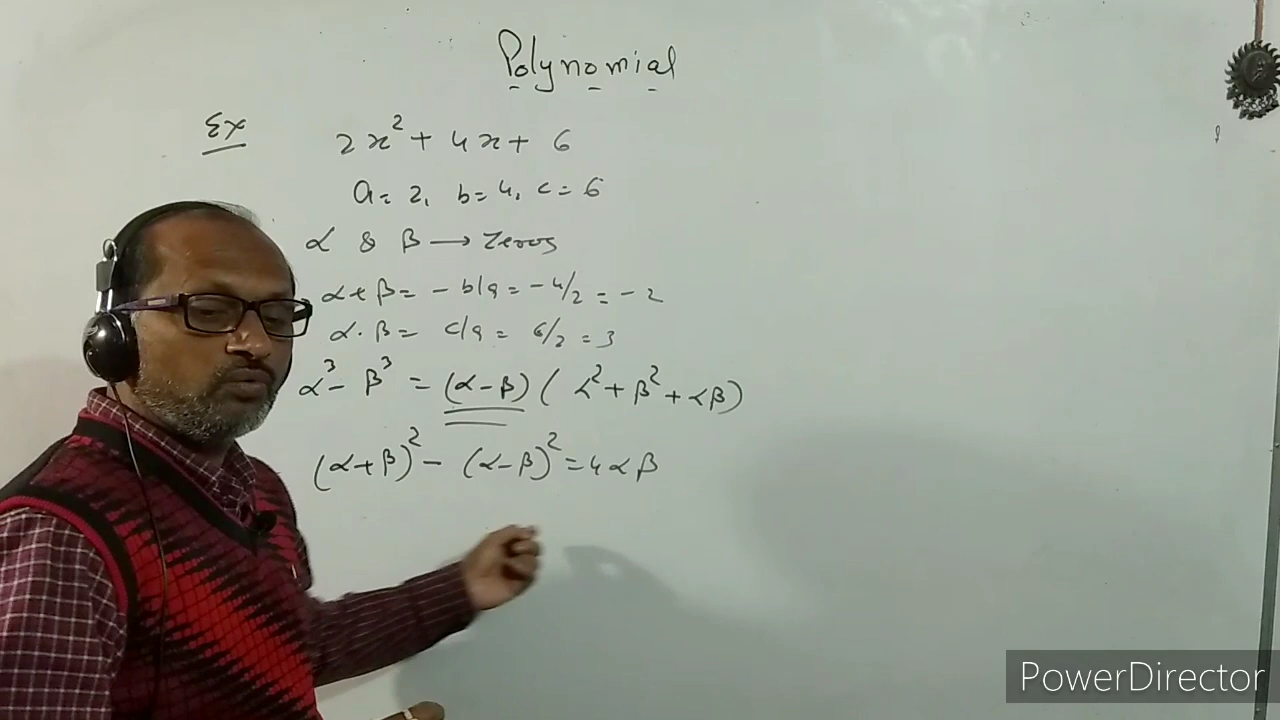 Polynomial
Ex 2x² + 4x + 6
a = 2, b = 4, c = 6
α & β → Zeros
α + β = - b/a = - 4/2 = - 2
α . β = c/a = 6/2 = 3
α³ - β³ = (α - β) ( α² + β² + αβ)
(α + β)² - (α - β)² = 4 α β
PowerDirector